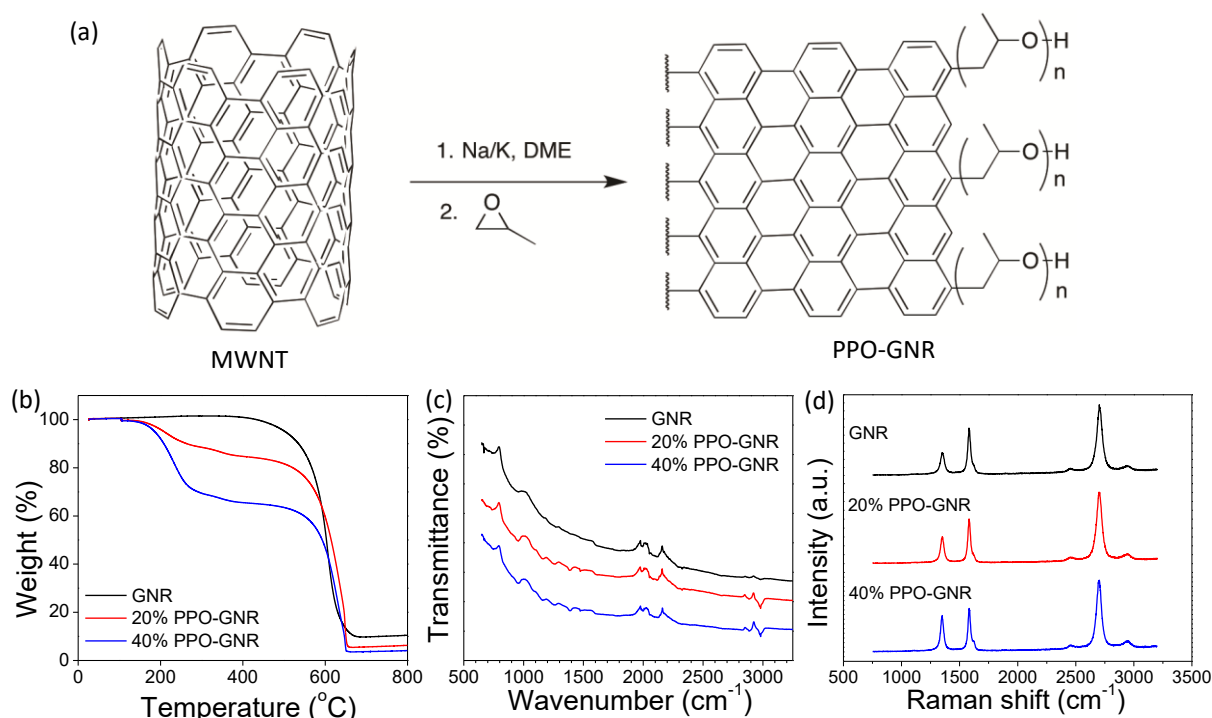 (a)
O–H
n
1. Na/K, DME
2.
O
O–H
n
O–H
n
MWNT
PPO-GNR
(b)
100
80
60
40
20
0
Weight (%)
GNR
20% PPO-GNR
40% PPO-GNR
0 200 400 600 800
Temperature (°C)
(c)
Transmittance (%)
GNR
20% PPO-GNR
40% PPO-GNR
500 1000 1500 2000 2500 3000
Wavenumber (cm⁻¹)
(d)
Intensity (a.u.)
GNR
20% PPO-GNR
40% PPO-GNR
500 1000 1500 2000 2500 3000 3500
Raman shift (cm⁻¹)